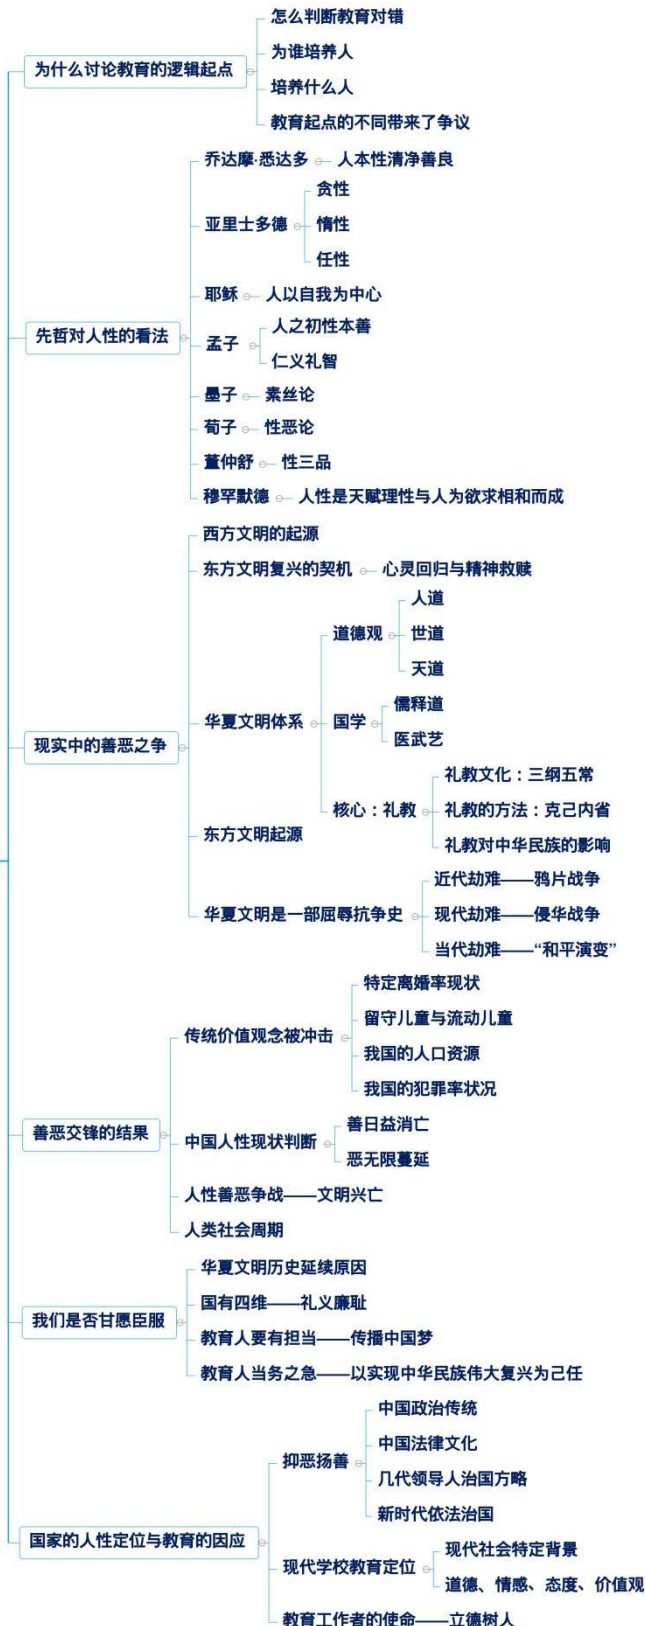 为什么讨论教育的逻辑起点
怎么判断教育对错
为谁培养人
培养什么人
教育起点的不同带来了争议
先哲对人性的看法
乔达摩·悉达多
人本性清净善良
亚里士多德
贪性
惰性
任性
耶稣
人以自我为中心
孟子
人之初性本善
仁义礼智
墨子
素丝论
荀子
性恶论
董仲舒
性三品
穆罕默德
人性是天赋理性与人为欲求相和而成
现实中的善恶之争
西方文明的起源
东方文明复兴的契机
心灵回归与精神救赎
华夏文明体系
道德观
人道
世道
天道
国学
儒释道
医武艺
核心：礼教
礼教文化：三纲五常
礼教的方法：克己内省
礼教对中华民族的影响
东方文明起源
华夏文明是一部屈辱抗争史
近代劫难——鸦片战争
现代劫难——侵华战争
当代劫难——“和平演变”
善恶交锋的结果
传统价值观念被冲击
特定离婚率现状
留守儿童与流动儿童
我国的人口资源
我国的犯罪率状况
中国人性现状判断
善日益消亡
恶无限蔓延
人性善恶争战——文明兴亡
人类社会周期
我们是否甘愿臣服
华夏文明历史延续原因
国有四维——礼义廉耻
教育人要有担当——传播中国梦
教育人当务之急——以实现中华民族伟大复兴为己任
国家的人性定位与教育的因应
抑恶扬善
中国政治传统
中国法律文化
几代领导人治国方略
新时代依法治国
现代学校教育定位
现代社会特定背景
道德、情感、态度、价值观
教育工作者的使命——立德树人